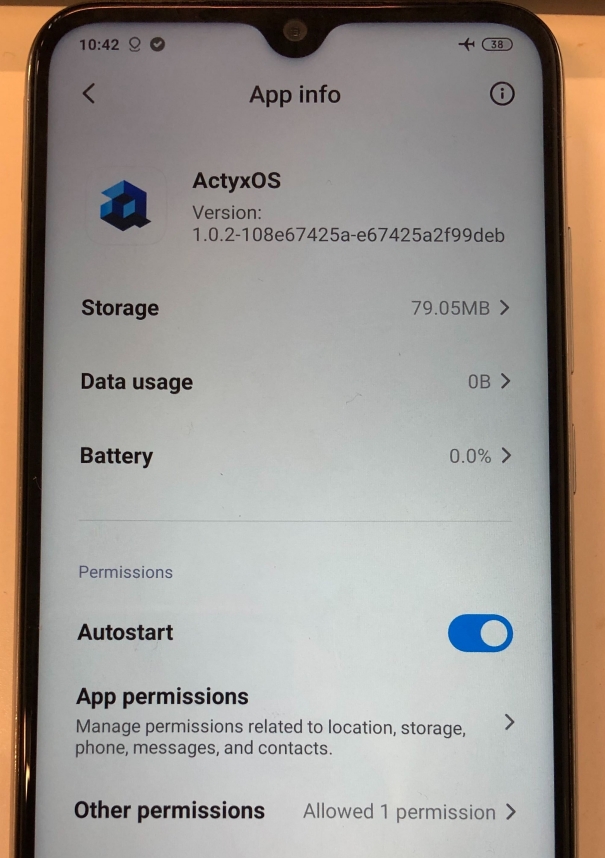 10:42 38
App info
ActyxOS
Version:
1.0.2-108e67425a-e67425a2f99deb
Storage 79.05MB
Data usage 0B
Battery 0.0%
Permissions
Autostart
App permissions
Manage permissions related to location, storage,
phone, messages, and contacts.
Other permissions Allowed 1 permission